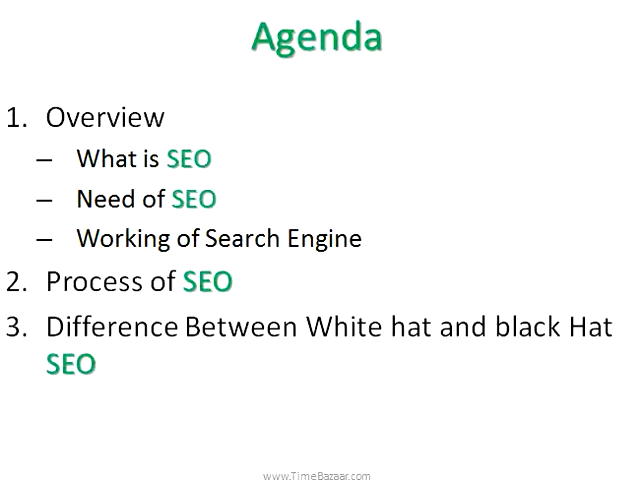 Agenda
1. Overview
– What is SEO
– Need of SEO
– Working of Search Engine
2. Process of SEO
3. Difference Between White hat and black Hat
SEO
www.TimeBazaar.com